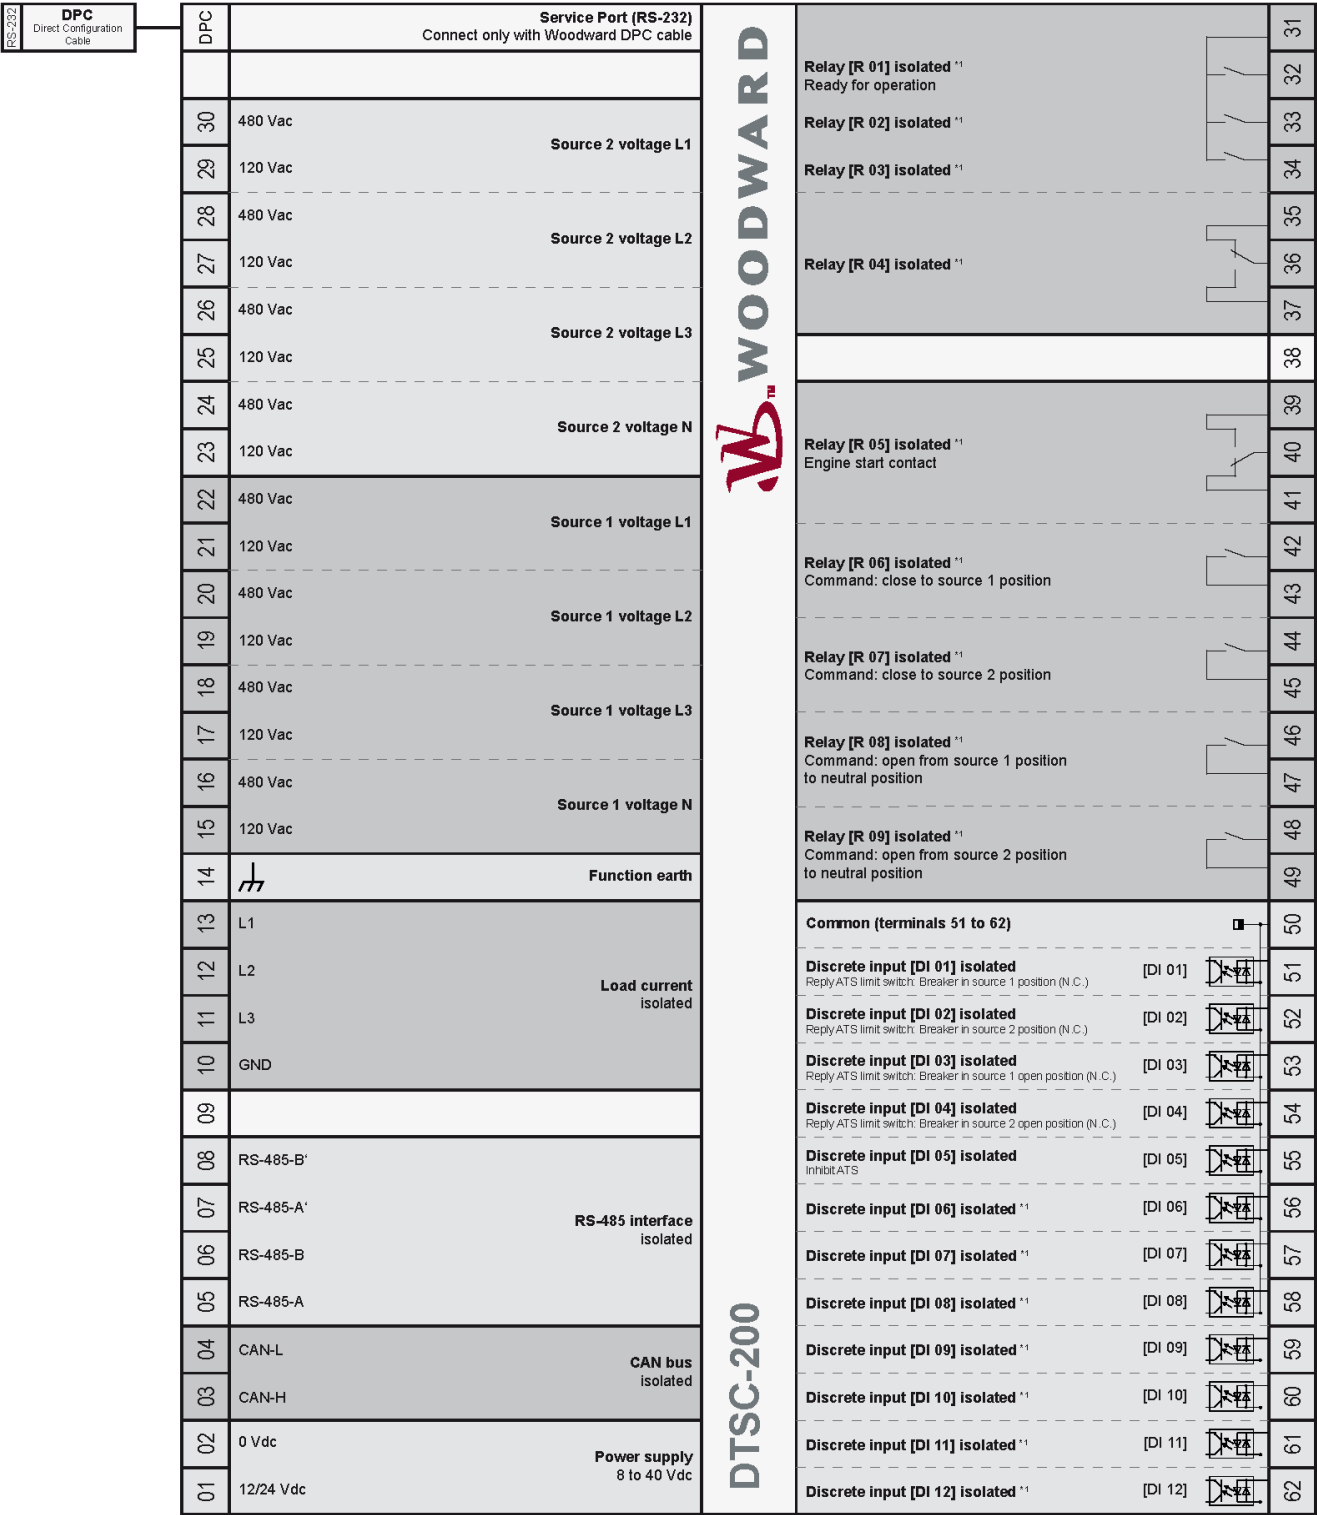 RS-232
DPC
Direct Configuration
Cable
DPC
Service Port (RS-232)
Connect only with Woodward DPC cable
30
480 Vac
Source 2 voltage L1
29
120 Vac
28
480 Vac
Source 2 voltage L2
27
120 Vac
26
480 Vac
Source 2 voltage L3
25
120 Vac
24
480 Vac
Source 2 voltage N
23
120 Vac
22
480 Vac
Source 1 voltage L1
21
120 Vac
20
480 Vac
Source 1 voltage L2
19
120 Vac
18
480 Vac
Source 1 voltage L3
17
120 Vac
16
480 Vac
Source 1 voltage N
15
120 Vac
14
Function earth
13
L1
12
L2
Load current
isolated
11
L3
10
GND
09
08
RS-485-B'
07
RS-485-A'
RS-485 interface
isolated
06
RS-485-B
05
RS-485-A
04
CAN-L
CAN bus
isolated
03
CAN-H
02
0 Vdc
Power supply
8 to 40 Vdc
01
12/24 Vdc
WOODWARD
W
TM
DTSC-200
31
Relay [R 01] isolated *1
Ready for operation
32
Relay [R 02] isolated *1
33
Relay [R 03] isolated *1
34
35
Relay [R 04] isolated *1
36
37
38
39
Relay [R 05] isolated *1
Engine start contact
40
41
42
Relay [R 06] isolated *1
Command: close to source 1 position
43
44
Relay [R 07] isolated *1
Command: close to source 2 position
45
46
Relay [R 08] isolated *1
Command: open from source 1 position
to neutral position
47
48
Relay [R 09] isolated *1
Command: open from source 2 position
to neutral position
49
Common (terminals 51 to 62)
50
Discrete input [DI 01] isolated
Reply ATS limit switch: Breaker in source 1 position (N.C.)
[DI 01]
51
Discrete input [DI 02] isolated
Reply ATS limit switch: Breaker in source 2 position (N.C.)
[DI 02]
52
Discrete input [DI 03] isolated
Reply ATS limit switch: Breaker in source 1 open position (N.C.)
[DI 03]
53
Discrete input [DI 04] isolated
Reply ATS limit switch: Breaker in source 2 open position (N.C.)
[DI 04]
54
Discrete input [DI 05] isolated
Inhibit ATS
[DI 05]
55
Discrete input [DI 06] isolated *1
[DI 06]
56
Discrete input [DI 07] isolated *1
[DI 07]
57
Discrete input [DI 08] isolated *1
[DI 08]
58
Discrete input [DI 09] isolated *1
[DI 09]
59
Discrete input [DI 10] isolated *1
[DI 10]
60
Discrete input [DI 11] isolated *1
[DI 11]
61
Discrete input [DI 12] isolated *1
[DI 12]
62